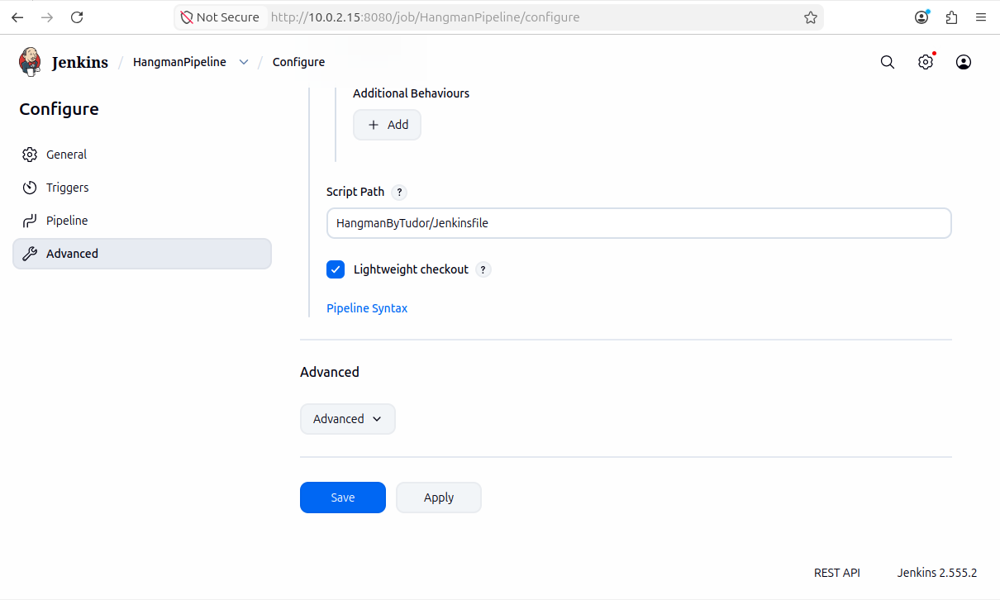 Not Secure http://10.0.2.15:8080/job/HangmanPipeline/configure
Jenkins / HangmanPipeline / Configure
Configure
General
Triggers
Pipeline
Advanced
Additional Behaviours
+ Add
Script Path ?
HangmanByTudor/Jenkinsfile
Lightweight checkout ?
Pipeline Syntax
Advanced
Advanced
Save Apply
REST API Jenkins 2.555.2